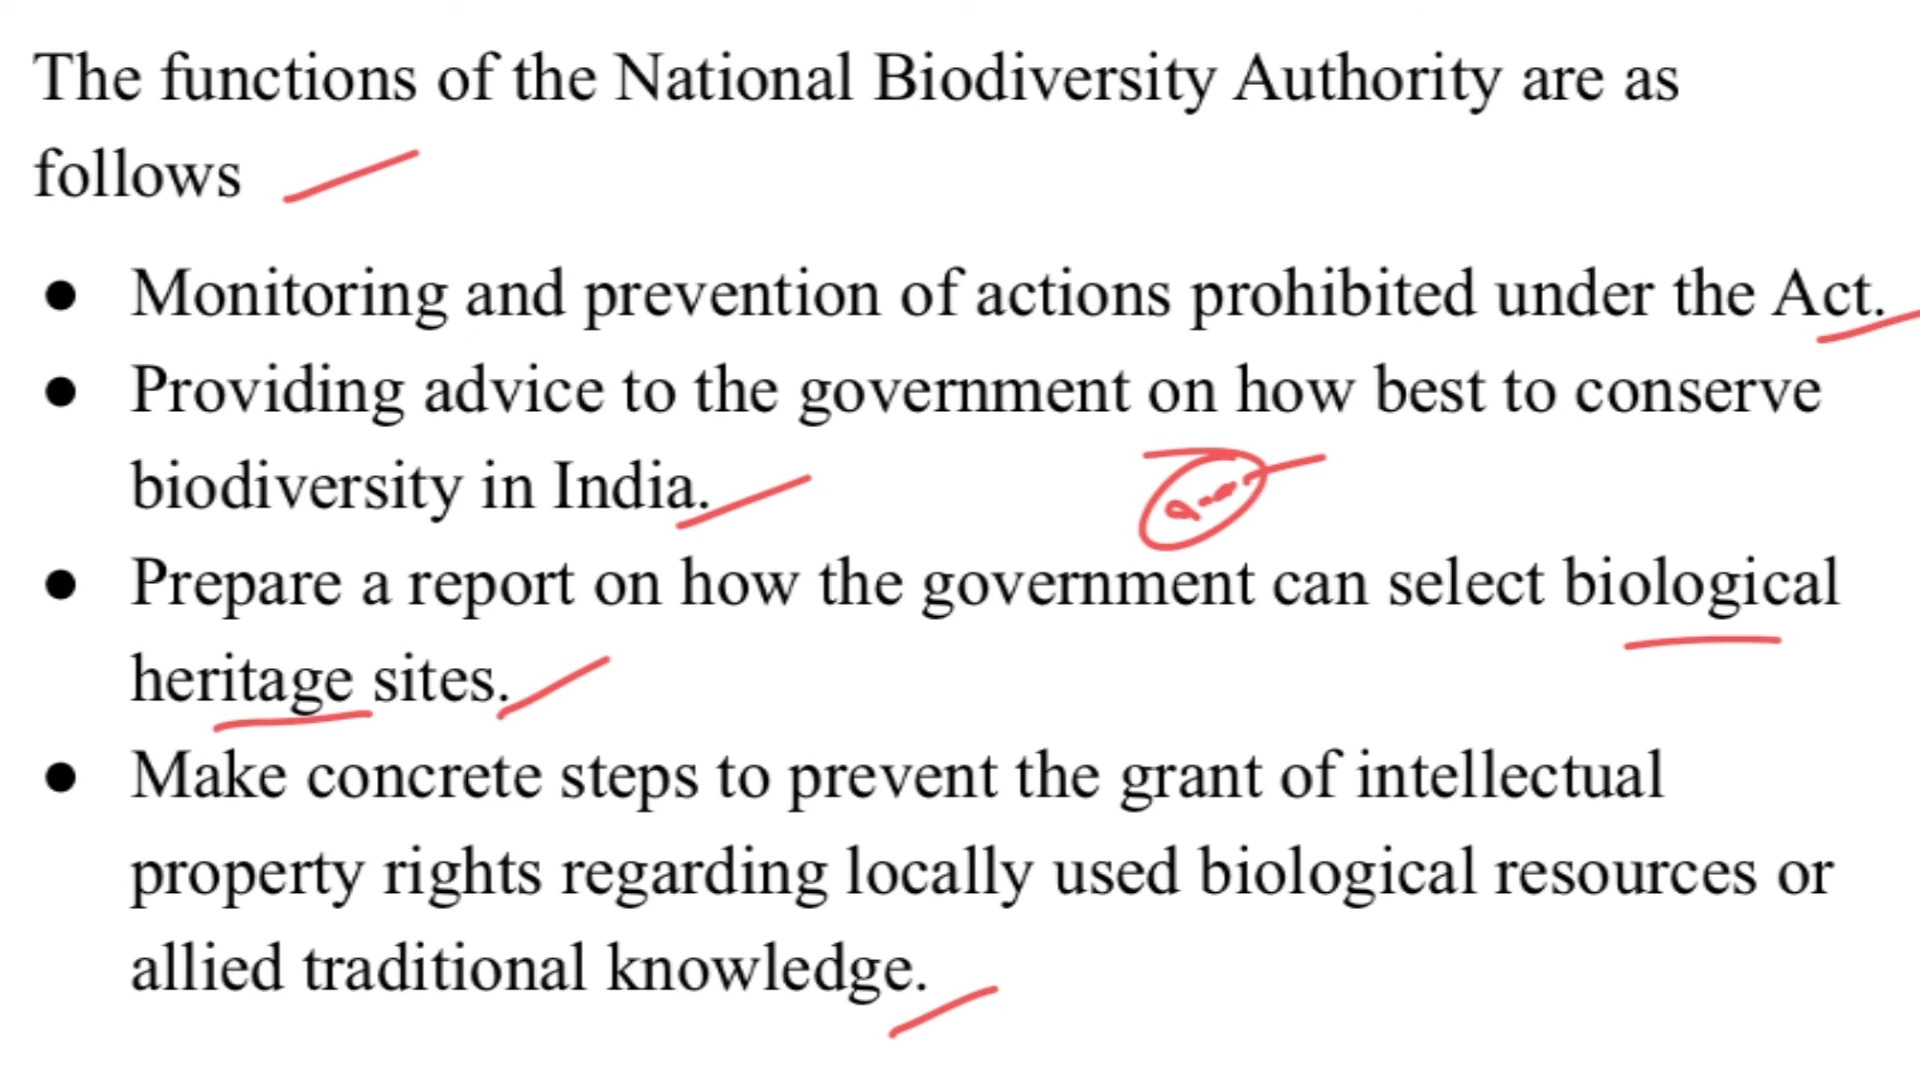 The functions of the National Biodiversity Authority are as
follows
● Monitoring and prevention of actions prohibited under the Act.
● Providing advice to the government on how best to conserve
biodiversity in India.
● Prepare a report on how the government can select biological
heritage sites.
● Make concrete steps to prevent the grant of intellectual
property rights regarding locally used biological resources or
allied traditional knowledge.